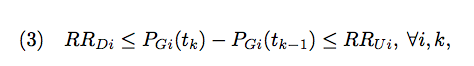 (3) RR_{Di} ≤ P_{Gi}(t_k) − P_{Gi}(t_{k−1}) ≤ RR_{Ui}, ∀i, k,